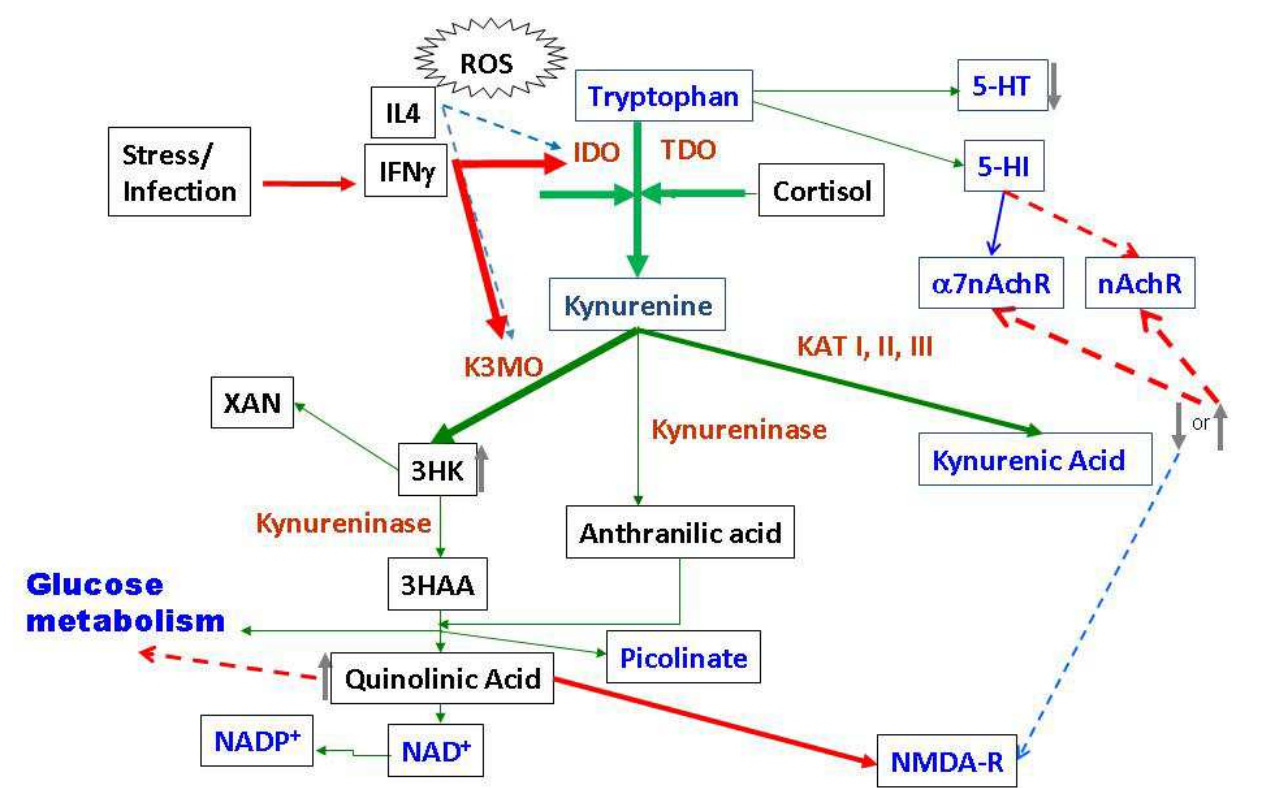 ROS
Tryptophan
5-HT
IL4
Stress/
Infection
IFNγ
IDO
TDO
5-HI
Cortisol
α7nAchR
nAchR
Kynurenine
KAT I, II, III
K3MO
XAN
or
Kynureninase
3HK
Kynurenic Acid
Kynureninase
Anthranilic acid
3HAA
Glucose
metabolism
Picolinate
Quinolinic Acid
NADP⁺
NAD⁺
NMDA-R